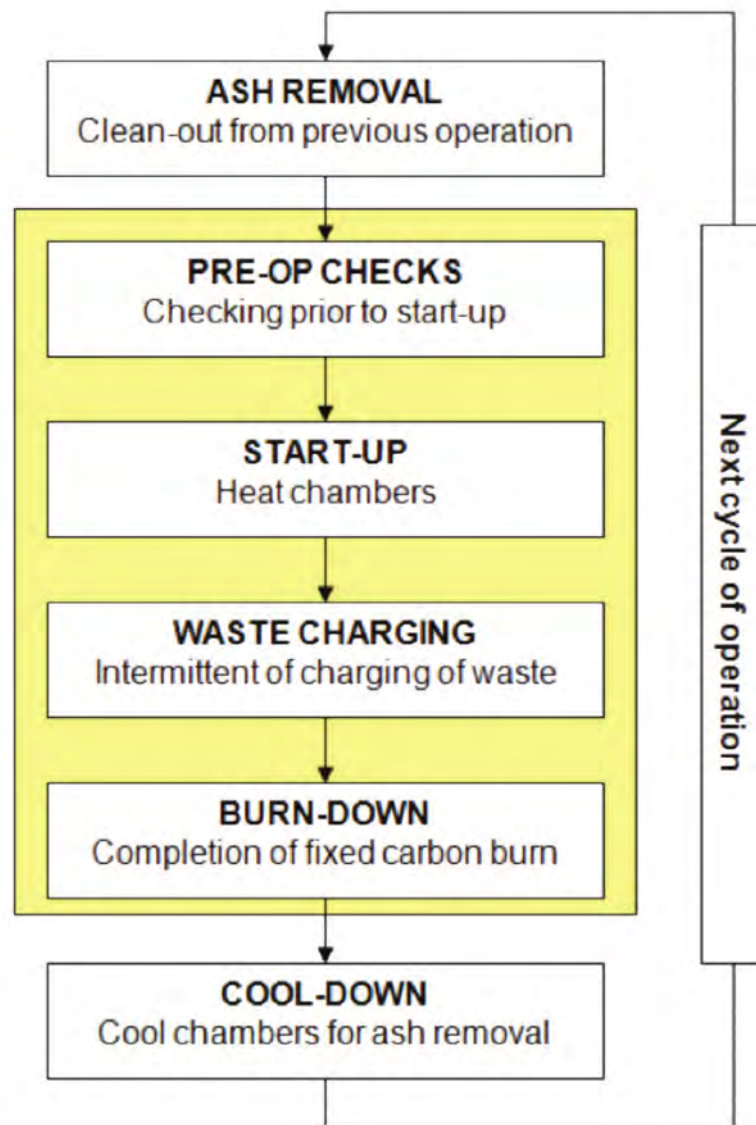 ASH REMOVAL
Clean-out from previous operation
PRE-OP CHECKS
Checking prior to start-up
START-UP
Heat chambers
WASTE CHARGING
Intermittent of charging of waste
BURN-DOWN
Completion of fixed carbon burn
COOL-DOWN
Cool chambers for ash removal
Next cycle of operation